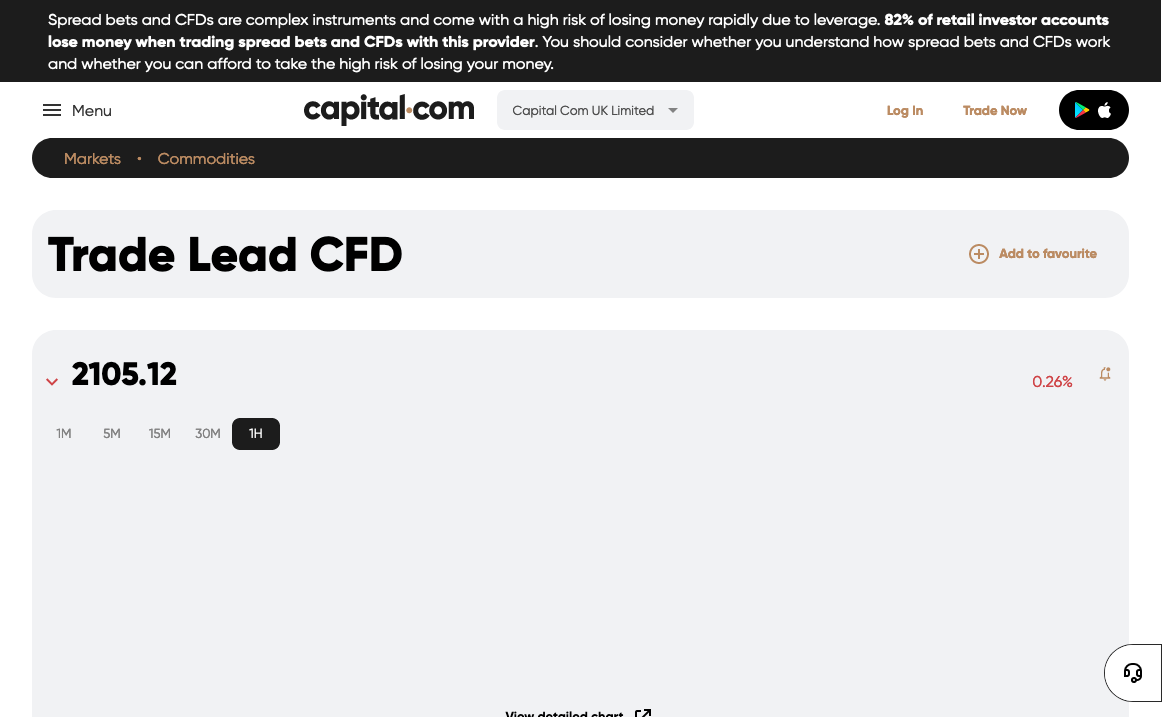 Spread bets and CFDs are complex instruments and come with a high risk of losing money rapidly due to leverage. 82% of retail investor accounts
lose money when trading spread bets and CFDs with this provider. You should consider whether you understand how spread bets and CFDs work
and whether you can afford to take the high risk of losing your money.
Menu
capital.com
Capital Com UK Limited
Log In
Trade Now
Markets • Commodities
Trade Lead CFD
Add to favourite
2105.12
0.26%
1M 5M 15M 30M 1H
View detailed chart